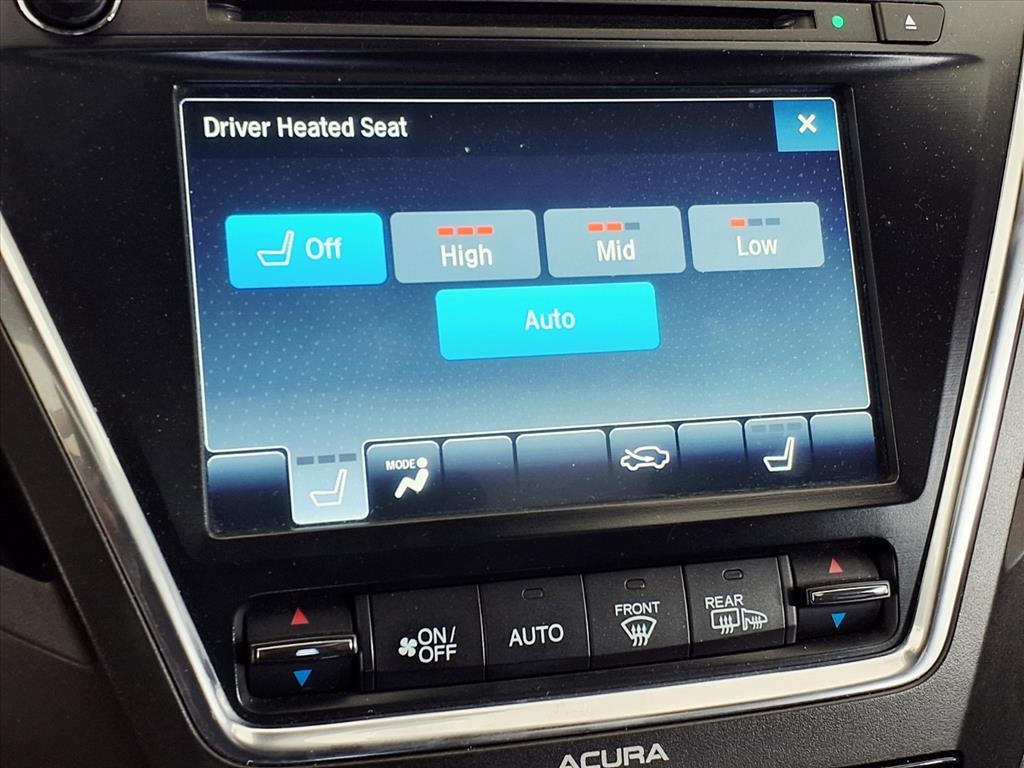 Driver Heated Seat
Off
High
Mid
Low
Auto
MODE
ON/
OFF
AUTO
FRONT
REAR
ACURA